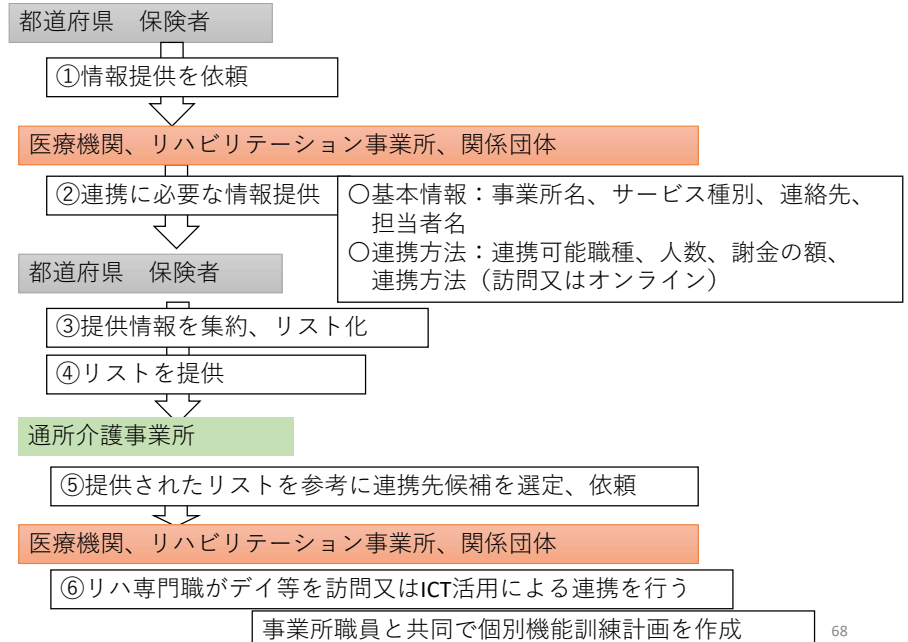 都道府県　保険者
①情報提供を依頼
医療機関、リハビリテーション事業所、関係団体
②連携に必要な情報提供
〇基本情報：事業所名、サービス種別、連絡先、
担当者名
〇連携方法：連携可能職種、人数、謝金の額、
連携方法（訪問又はオンライン）
都道府県　保険者
③提供情報を集約、リスト化
④リストを提供
通所介護事業所
⑤提供されたリストを参考に連携先候補を選定、依頼
医療機関、リハビリテーション事業所、関係団体
⑥リハ専門職がデイ等を訪問又はICT活用による連携を行う
事業所職員と共同で個別機能訓練計画を作成
68